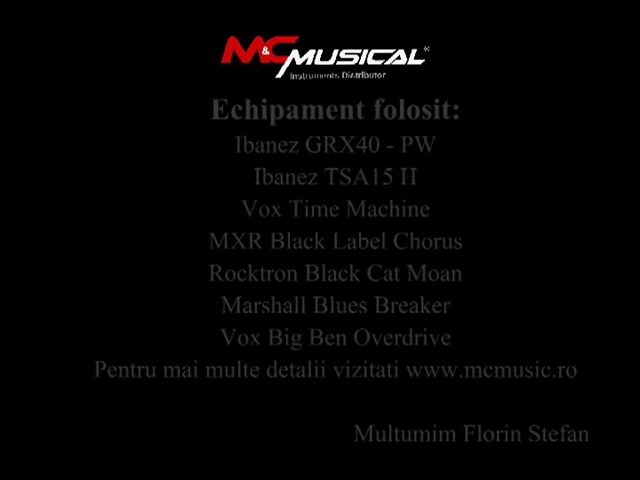 M&C MUSICAL®
Instruments Distributor
Echipament folosit:
Ibanez GRX40 - PW
Ibanez TSA15 II
Vox Time Machine
MXR Black Label Chorus
Rocktron Black Cat Moan
Marshall Blues Breaker
Vox Big Ben Overdrive
Pentru mai multe detalii vizitati www.mcmusic.ro
Multumim Florin Stefan